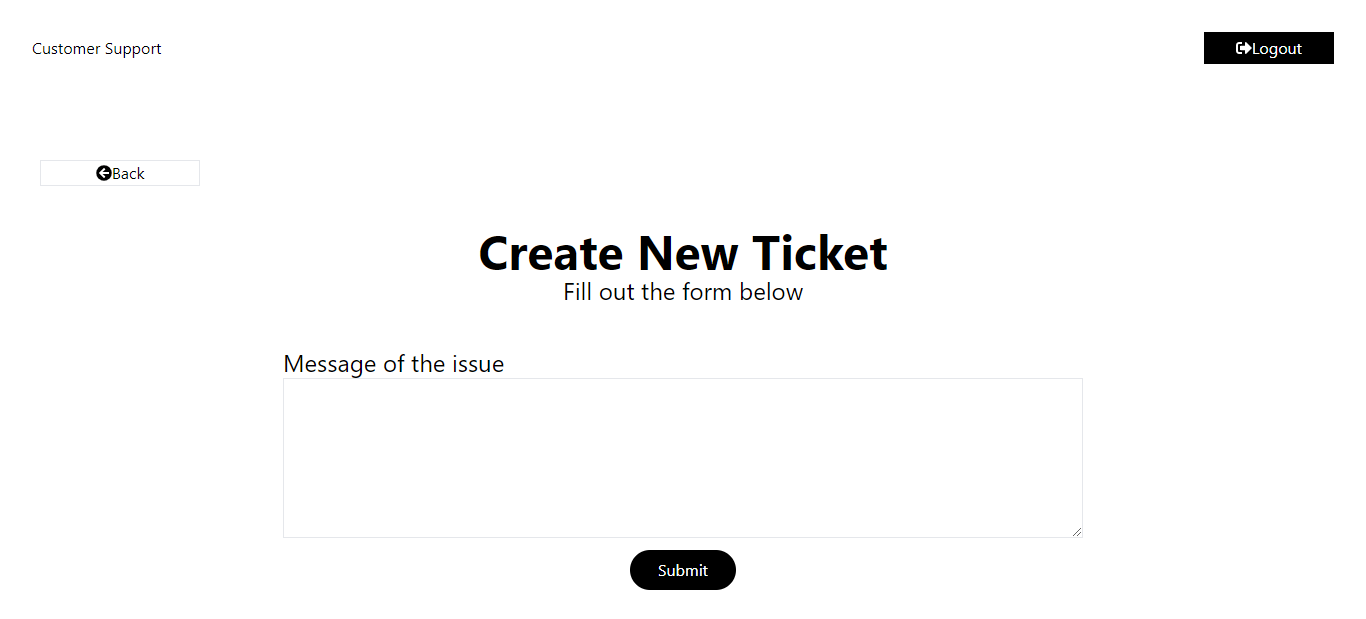 Customer Support
Logout
Back
Create New Ticket
Fill out the form below
Message of the issue
Submit